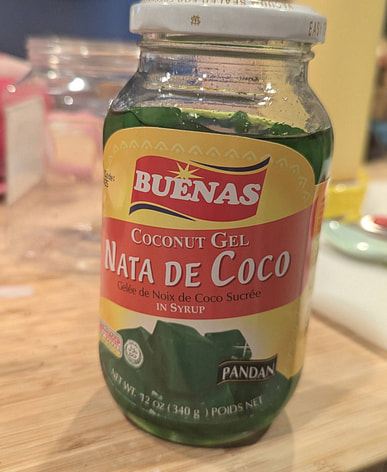 BUENAS
COCONUT GEL
NATA DE COCO
Gelée de Noix de Coco Sucrée
IN SYRUP
PANDAN
NET WT. 12 OZ (340 g) POIDS NET